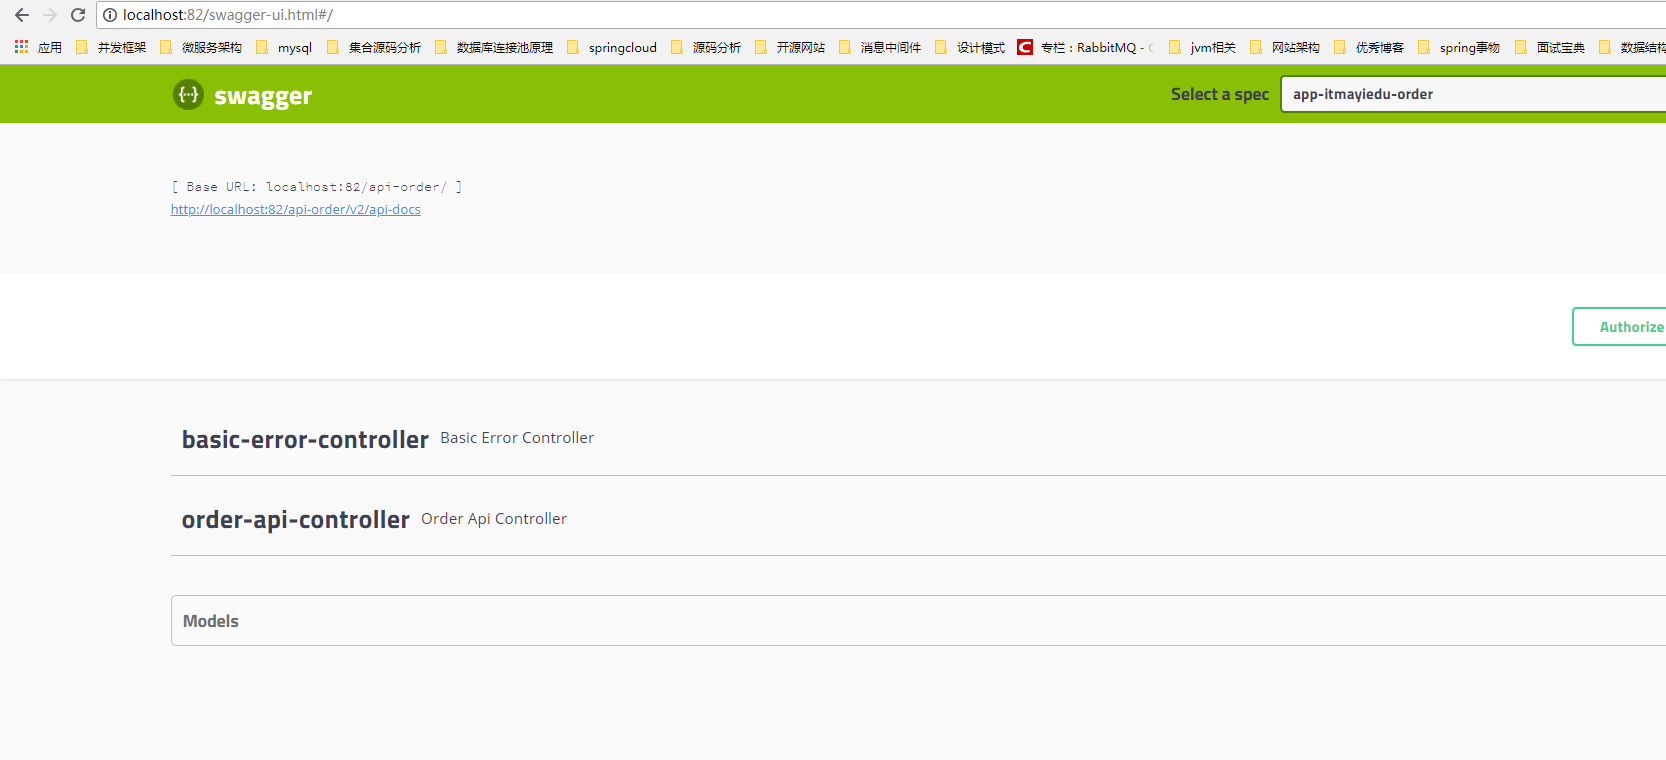 localhost:82/swagger-ui.html#/
应用 并发框架 微服务架构 mysql 集合源码分析 数据库连接池原理 springcloud 源码分析 开源网站 消息中间件 设计模式 专栏：RabbitMQ - jvm相关 网站架构 优秀博客 spring事物 面试宝典 数据结构
{...} swagger Select a spec app-itmayiedu-order
[ Base URL: localhost:82/api-order/ ]
http://localhost:82/api-order/v2/api-docs
Authorize
basic-error-controller Basic Error Controller
order-api-controller Order Api Controller
Models